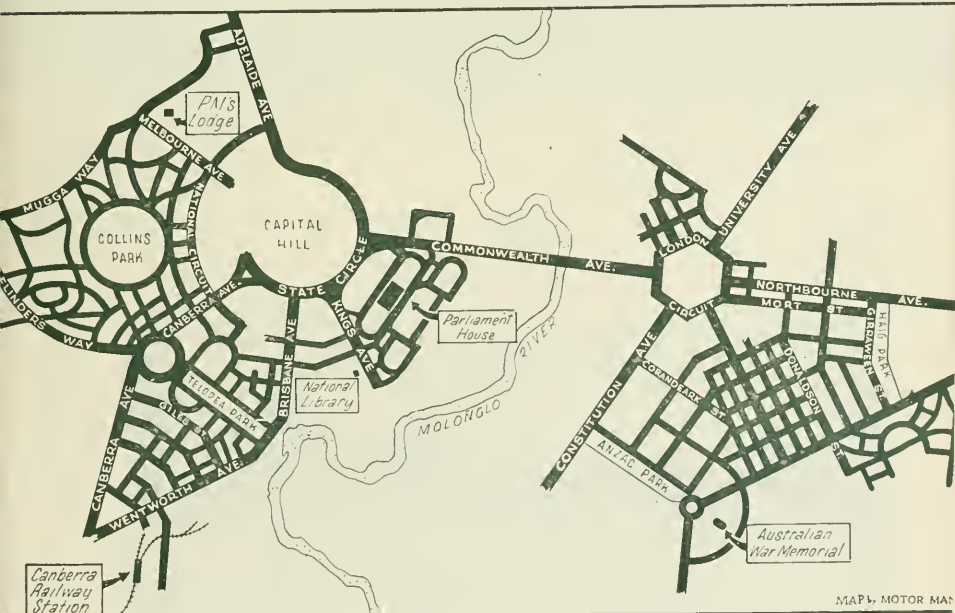 ADELAIDE AVE
PM's
Lodge
MELBOURNE AVE
MUGGA WAY
NATIONAL CIRCUIT
COLLINS
PARK
CAPITAL
HILL
STATE CIRCLE
COMMONWEALTH AVE.
CANBERRA AVE.
KINGS AVE
BRISBANE AVE
Parliament
House
National
Library
FLINDERS WAY
TELOPEA PARK
GILES ST
CANBERRA AVE
WENTWORTH AVE.
Canberra
Railway
Station
MOLONGLO RIVER
UNIVERSITY AVE
LONDON CIRCUIT
NORTHBOURNE AVE.
MORT ST
GIRRAWEEN ST.
HAIG PARK
DONALDSON ST.
CONSTITUTION AVE
CORANDERK ST
ANZAC PARK
Australian
War Memorial
MOTOR